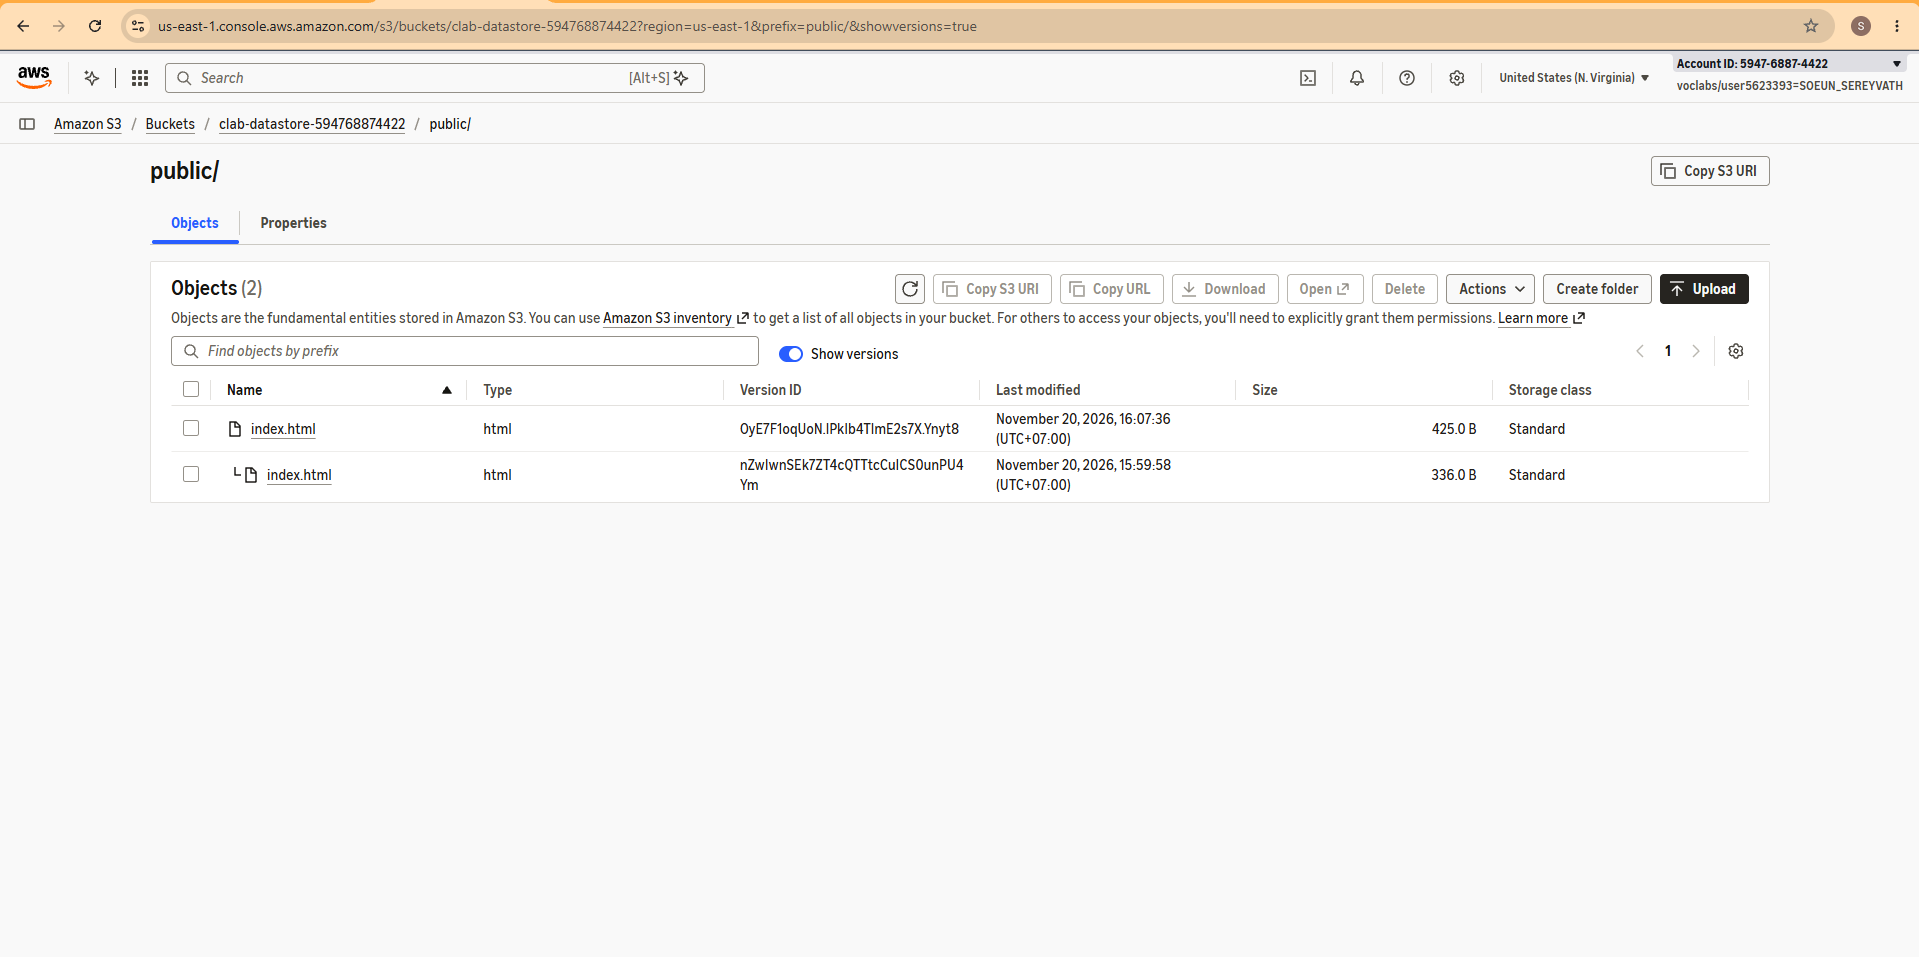 us-east-1.console.aws.amazon.com/s3/buckets/clab-datastore-594768874422?region=us-east-1&prefix=public/&showversions=true
S
aws
Search
[Alt+S]
United States (N. Virginia)
Account ID: 5947-6887-4422
voclabs/user5623393=SOEUN_SEREYVATH
Amazon S3 / Buckets / clab-datastore-594768874422 / public/
public/
Copy S3 URI
Objects
Properties
Objects (2)
Copy S3 URI
Copy URL
Download
Open
Delete
Actions
Create folder
Upload
Objects are the fundamental entities stored in Amazon S3. You can use Amazon S3 inventory to get a list of all objects in your bucket. For others to access your objects, you'll need to explicitly grant them permissions. Learn more
Find objects by prefix
Show versions
1
Name Type Version ID Last modified Size Storage class
index.html html OyE7F1oqUoN.IPkIb4TImE2s7X.Ynyt8 November 20, 2026, 16:07:36 (UTC+07:00) 425.0 B Standard
index.html html nZwIwnSEk7ZT4cQTTtcCuICS0unPU4Ym November 20, 2026, 15:59:58 (UTC+07:00) 336.0 B Standard